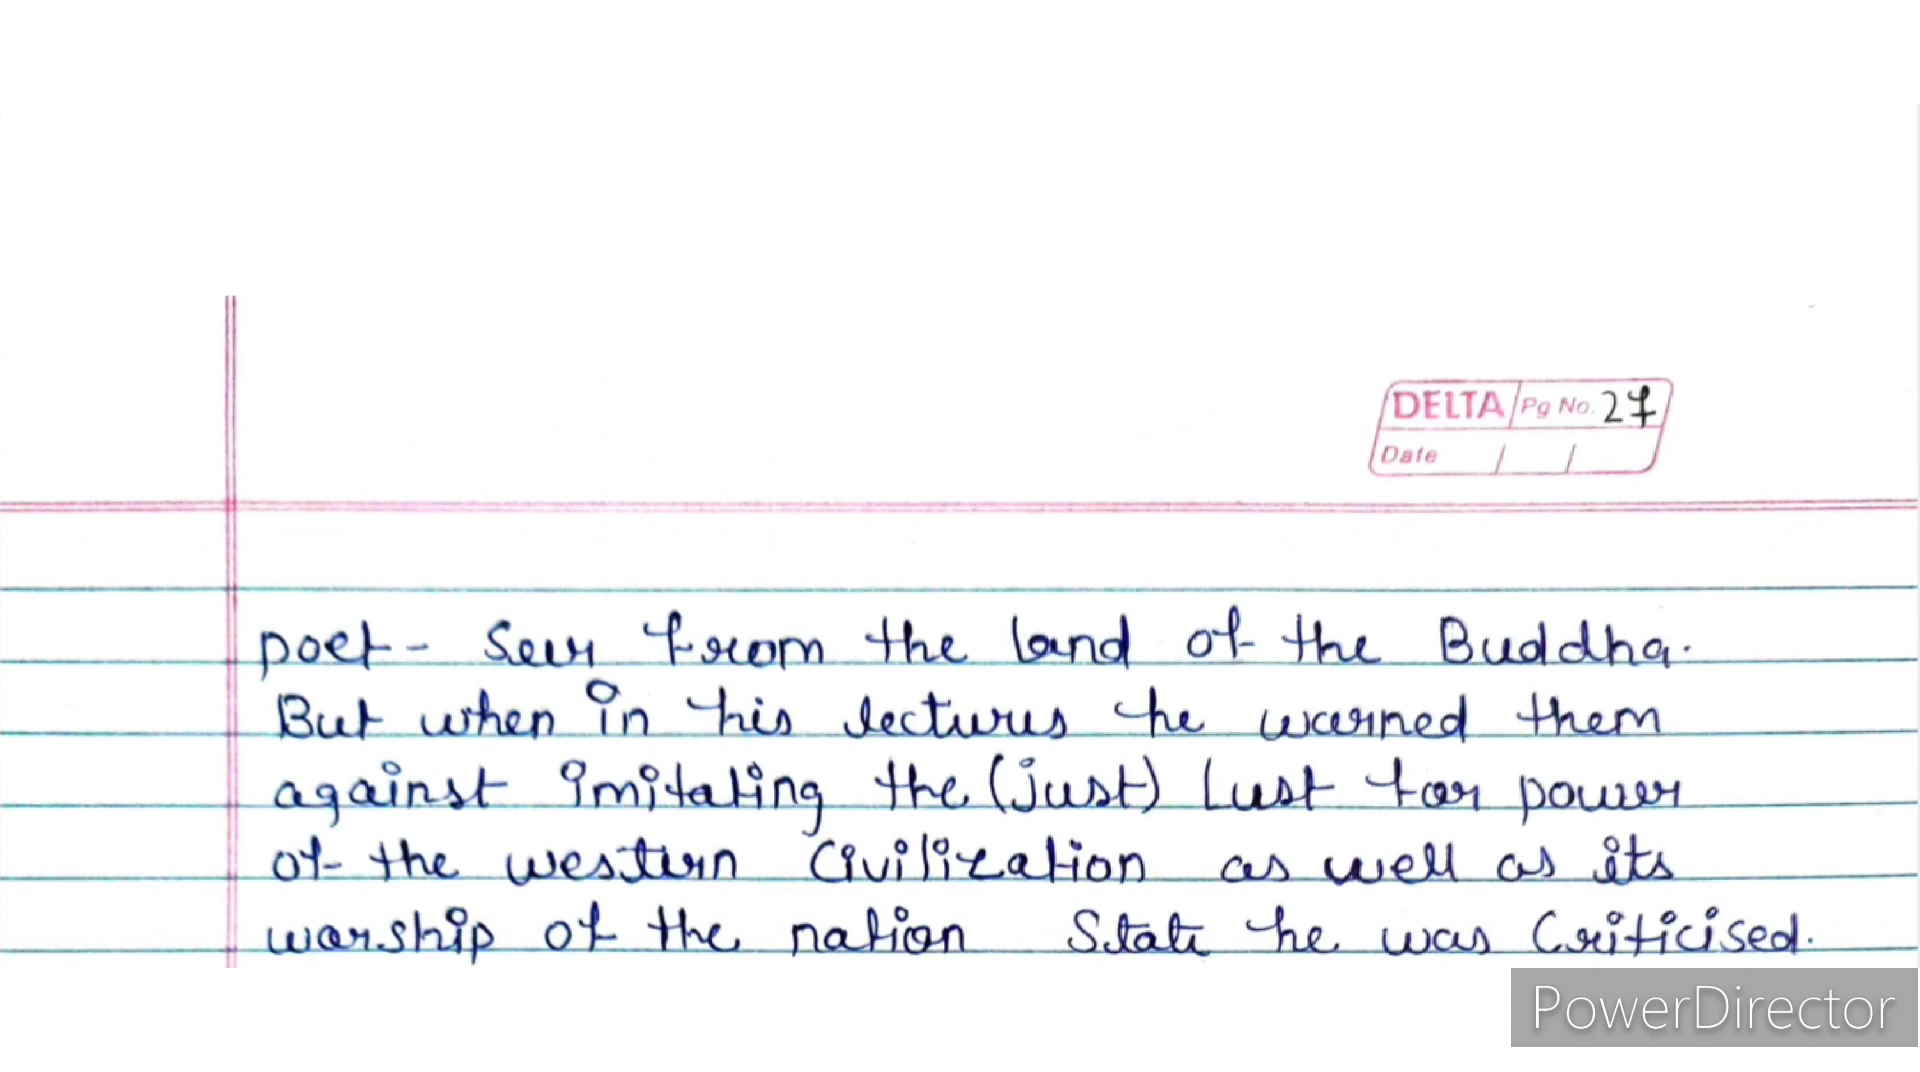 DELTA Pg No. 27
Date / /
poet- Seer from the land of the Buddha.
But when in his lectures he warned them
against imitating the (just) Lust for power
of the western Civilization as well as its
worship of the nation State he was Criticised.
PowerDirector